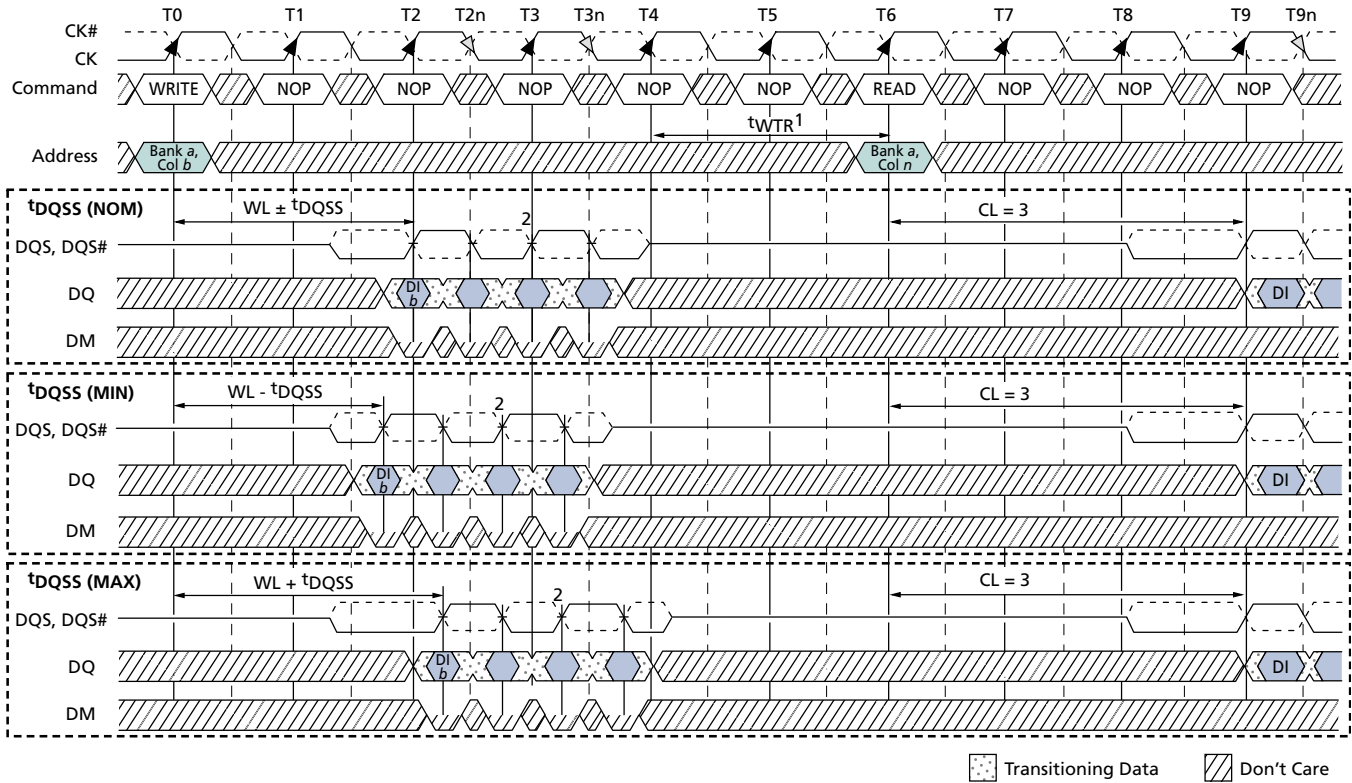 T0 T1 T2 T2n T3 T3n T4 T5 T6 T7 T8 T9 T9n
CK#
CK
Command WRITE NOP NOP NOP NOP NOP READ NOP NOP NOP
tWTR1
Address Bank a, Col b Bank a, Col n
tDQSS (NOM) WL ± tDQSS 2 CL = 3
DQS, DQS#
DQ DI b DI
DM
tDQSS (MIN) WL - tDQSS 2 CL = 3
DQS, DQS#
DQ DI b DI
DM
tDQSS (MAX) WL + tDQSS 2 CL = 3
DQS, DQS#
DQ DI b DI
DM
Transitioning Data Don't Care